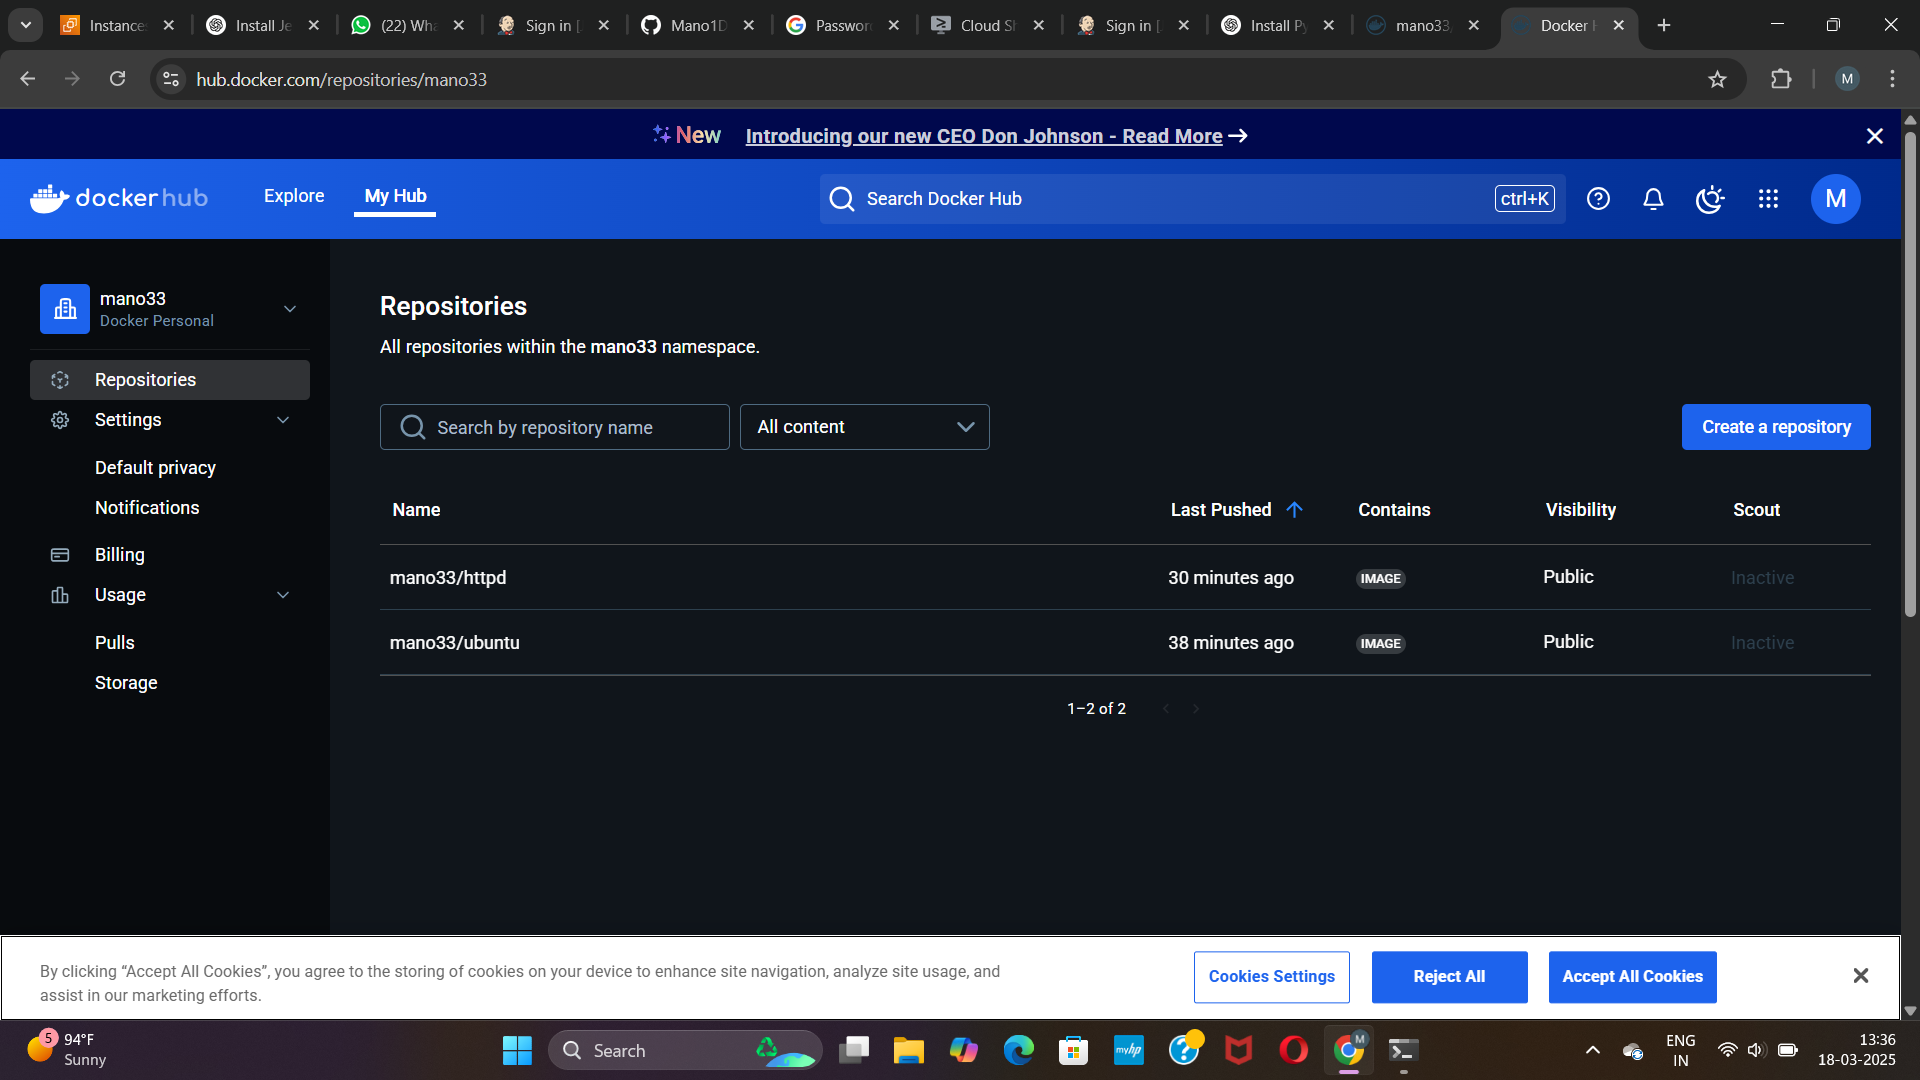 Instances
Install Je
(22) Wha
Sign in [
Mano1D
Password
Cloud Sh
Sign in [
Install Py
mano33/
Docker H
hub.docker.com/repositories/mano33
M
New Introducing our new CEO Don Johnson - Read More
docker hub
Explore
My Hub
Search Docker Hub
ctrl+K
M
mano33
Docker Personal
Repositories
Settings
Default privacy
Notifications
Billing
Usage
Pulls
Storage
Repositories
All repositories within the mano33 namespace.
Search by repository name
All content
Create a repository
Name Last Pushed Contains Visibility Scout
mano33/httpd 30 minutes ago IMAGE Public Inactive
mano33/ubuntu 38 minutes ago IMAGE Public Inactive
1–2 of 2
By clicking “Accept All Cookies”, you agree to the storing of cookies on your device to enhance site navigation, analyze site usage, and
assist in our marketing efforts.
Cookies Settings
Reject All
Accept All Cookies
5
94°F
Sunny
Search
myhp
M
ENG
IN
13:36
18-03-2025